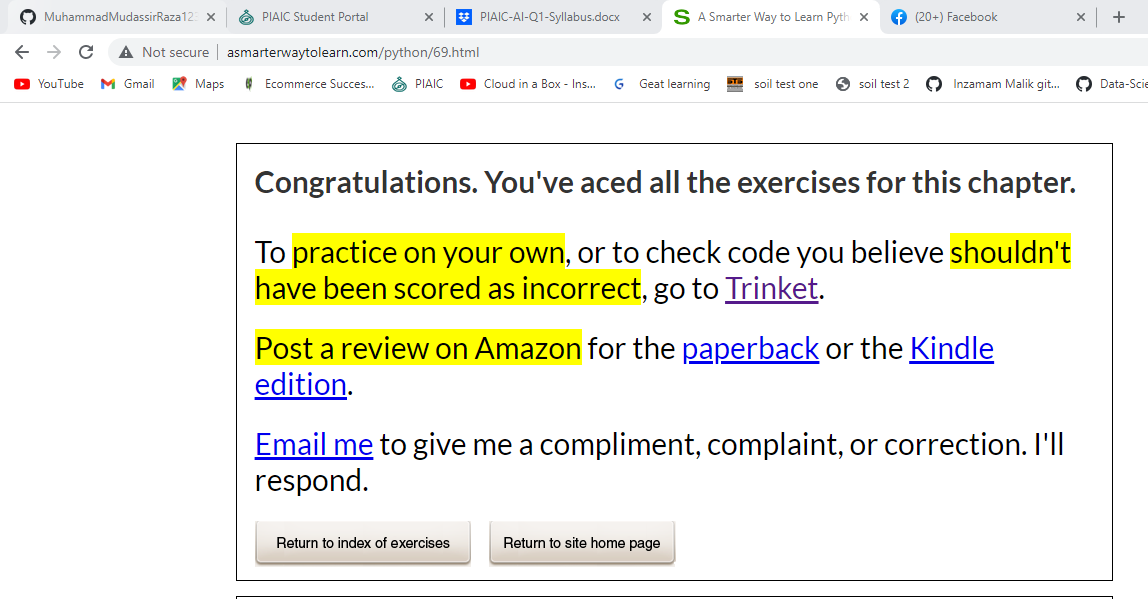 MuhammadMudassirRaza12
PIAIC Student Portal
PIAIC-AI-Q1-Syllabus.docx
A Smarter Way to Learn Pyth
(20+) Facebook
Not secure | asmarterwaytolearn.com/python/69.html
YouTube Gmail Maps Ecommerce Succes... PIAIC Cloud in a Box - Ins... Geat learning soil test one soil test 2 Inzamam Malik git... Data-Scie
Congratulations. You've aced all the exercises for this chapter.
To practice on your own, or to check code you believe shouldn't
have been scored as incorrect, go to Trinket.
Post a review on Amazon for the paperback or the Kindle
edition.
Email me to give me a compliment, complaint, or correction. I'll
respond.
Return to index of exercises Return to site home page